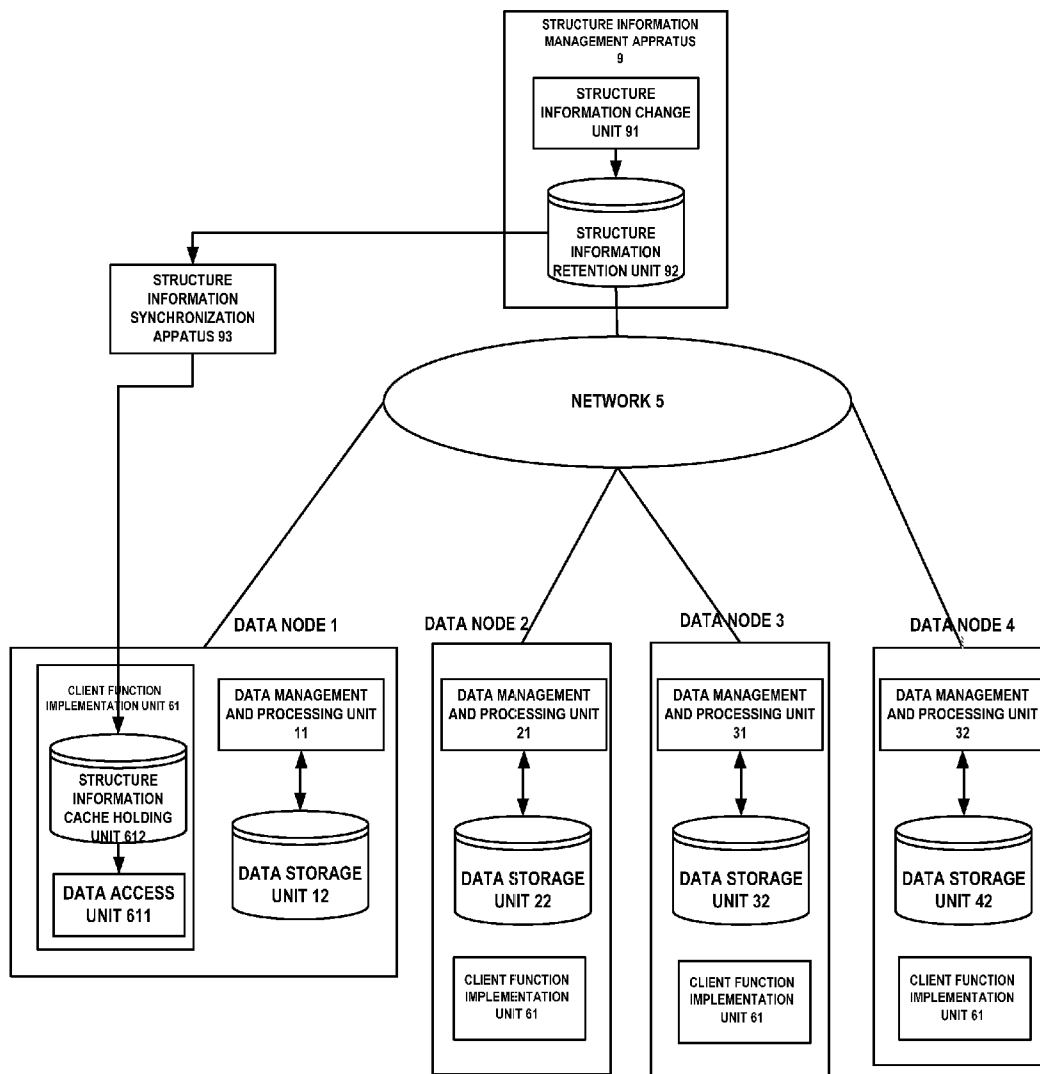 STRUCTURE INFORMATION
MANAGEMENT APPRATUS
9
STRUCTURE
INFORMATION CHANGE
UNIT 91
STRUCTURE
INFORMATION
RETENTION UNIT 92
STRUCTURE
INFORMATION
SYNCHRONIZATION
APPATUS 93
NETWORK 5
DATA NODE 1
CLIENT FUNCTION
IMPLEMENTATION UNIT 61
STRUCTURE
INFORMATION
CACHE HOLDING
UNIT 612
DATA ACCESS
UNIT 611
DATA MANAGEMENT
AND PROCESSING UNIT
11
DATA STORAGE
UNIT 12
DATA NODE 2
DATA MANAGEMENT
AND PROCESSING UNIT
21
DATA STORAGE
UNIT 22
CLIENT FUNCTION
IMPLEMENTATION
UNIT 61
DATA NODE 3
DATA MANAGEMENT
AND PROCESSING UNIT
31
DATA STORAGE
UNIT 32
CLIENT FUNCTION
IMPLEMENTATION
UNIT 61
DATA NODE 4
DATA MANAGEMENT
AND PROCESSING UNIT
32
DATA STORAGE
UNIT 42
CLIENT FUNCTION
IMPLEMENTATION
UNIT 61